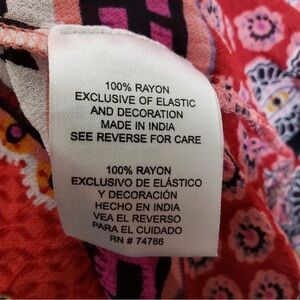 100% RAYON
EXCLUSIVE OF ELASTIC
AND DECORATION
MADE IN INDIA
SEE REVERSE FOR CARE
100% RAYON
EXCLUSIVO DE ELÁSTICO
Y DECORACIÓN
HECHO EN INDIA
VEA EL REVERSO
PARA EL CUIDADO
RN # 74786